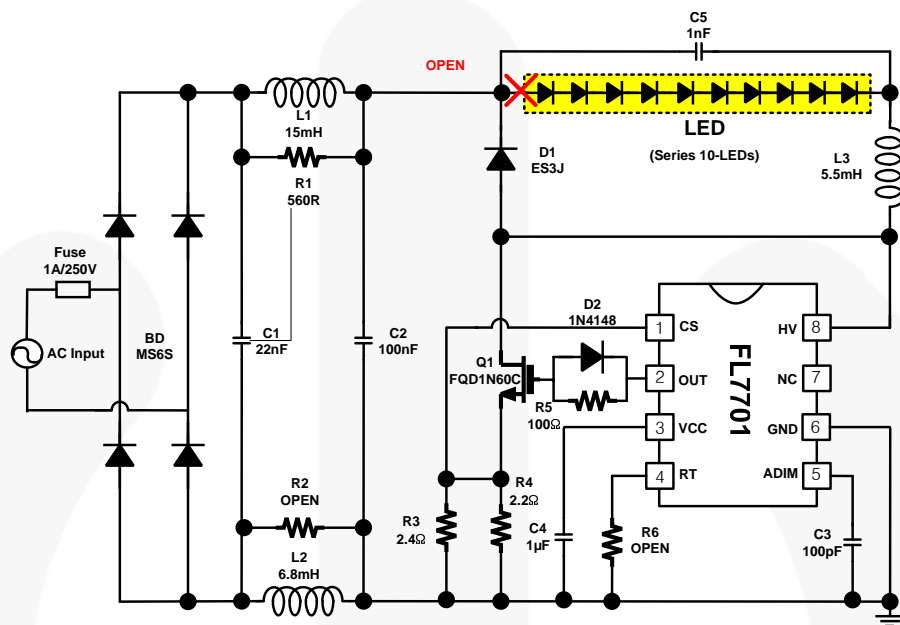 C5
1nF
OPEN
LED
(Series 10-LEDs)
L1
15mH
R1
560R
D1
ES3J
L3
5.5mH
Fuse
1A/250V
AC Input
BD
MS6S
C1
22nF
C2
100nF
D2
1N4148
Q1
FQD1N60C
R5
100Ω
1
CS
2
OUT
3
VCC
4
RT
FL7701
HV
8
NC
7
GND
6
ADIM
5
R2
OPEN
L2
6.8mH
R3
2.4Ω
R4
2.2Ω
C4
1µF
R6
OPEN
C3
100pF